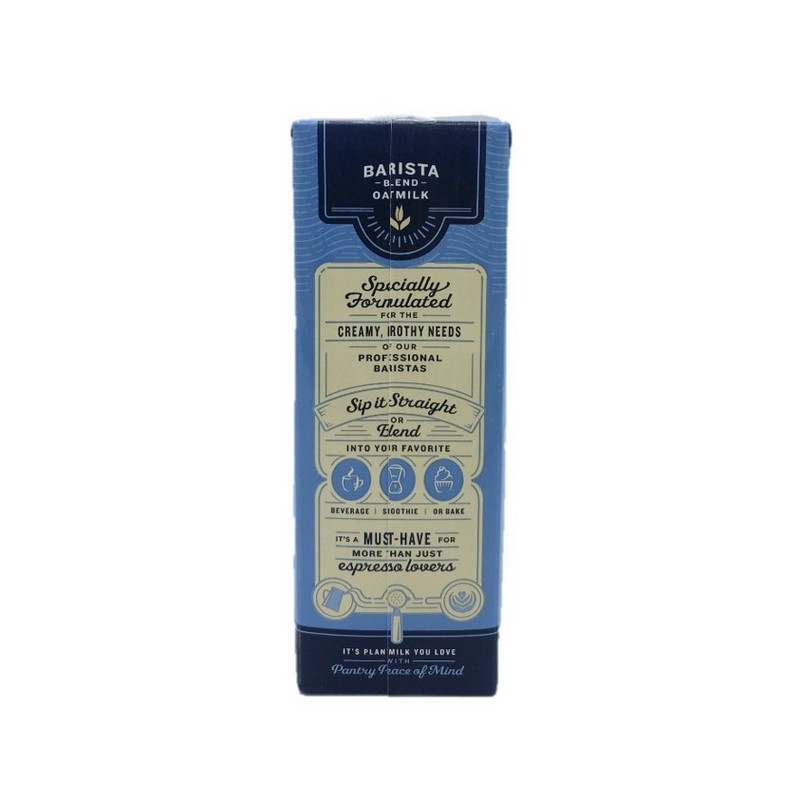 BARISTA
BLEND
OATMILK
Specially
Formulated
FOR THE
CREAMY, FROTHY NEEDS
OF OUR
PROFESSIONAL
BARISTAS
Sip it Straight
OR
Blend
INTO YOUR FAVORITE
BEVERAGE | SMOOTHIE | OR BAKE
IT'S A MUST-HAVE FOR
MORE THAN JUST
espresso lovers
IT'S PLANTMILK YOU LOVE
WITH
Pantry Peace of Mind